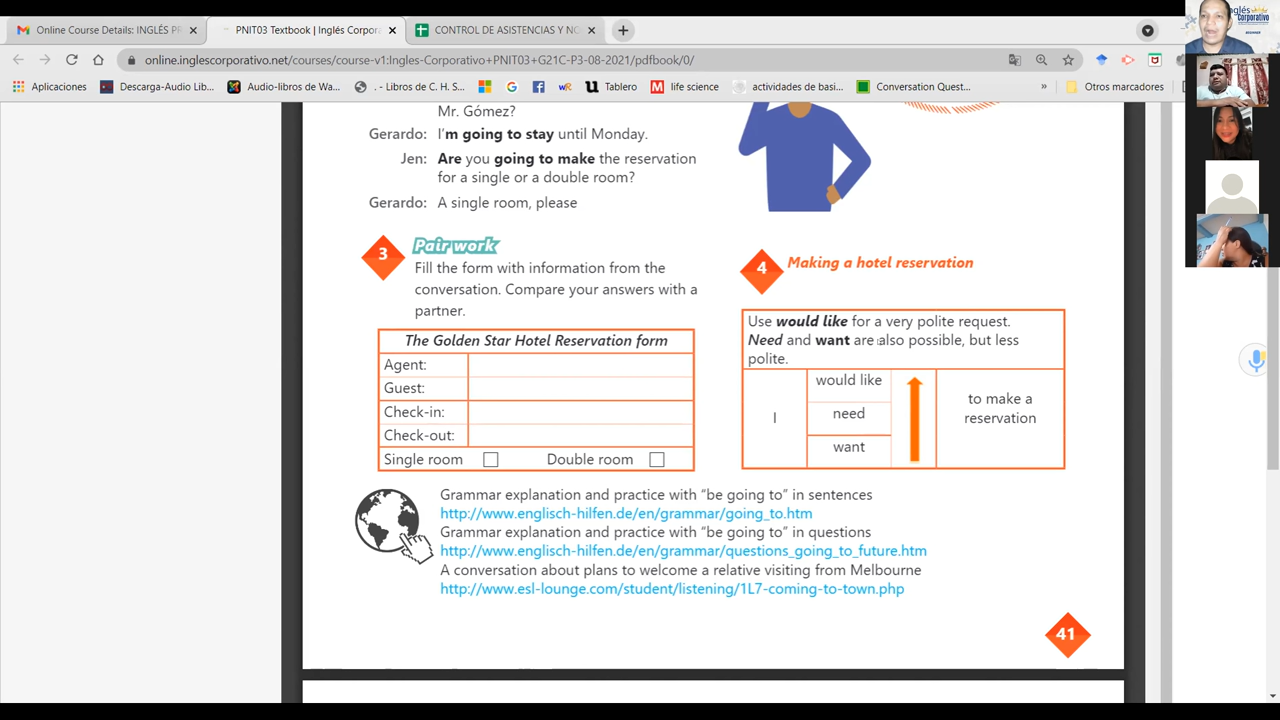 Online Course Details: INGLÉS PR
PNIT03 Textbook | Inglés Corpor
CONTROL DE ASISTENCIAS Y NO
online.inglescorporativo.net/courses/course-v1:Ingles-Corporativo+PNIT03+G21C-P3-08-2021/pdfbook/0/
Aplicaciones
Descarga-Audio Lib...
Audio-libros de Wa...
- Libros de C. H. S...
Tablero
life science
actividades de basi...
Conversation Quest...
»
Otros marcadores
Inglés
Corporativo
Mr. Gómez?
Gerardo: I'm going to stay until Monday.
Jen: Are you going to make the reservation
for a single or a double room?
Gerardo: A single room, please
3
Pair work
Fill the form with information from the
conversation. Compare your answers with a
partner.
The Golden Star Hotel Reservation form
Agent:
Guest:
Check-in:
Check-out:
Single room
Double room
4
Making a hotel reservation
Use would like for a very polite request.
Need and want are also possible, but less
polite.
I
would like
need
want
to make a
reservation
Grammar explanation and practice with “be going to” in sentences
http://www.englisch-hilfen.de/en/grammar/going_to.htm
Grammar explanation and practice with “be going to” in questions
http://www.englisch-hilfen.de/en/grammar/questions_going_to_future.htm
A conversation about plans to welcome a relative visiting from Melbourne
http://www.esl-lounge.com/student/listening/1L7-coming-to-town.php
41